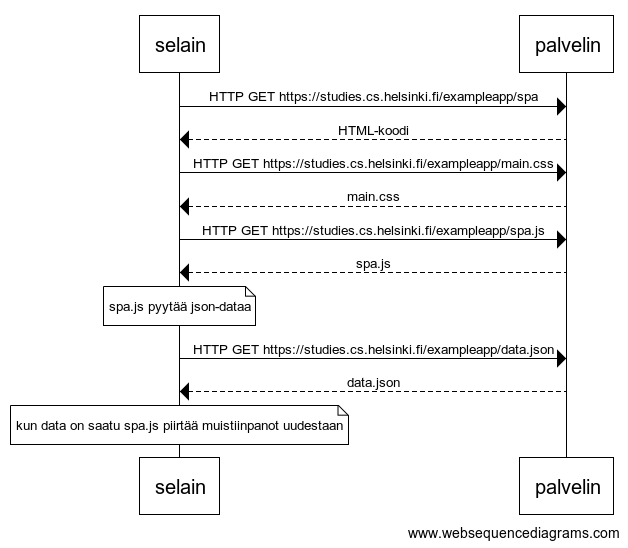 selain
palvelin
HTTP GET https://studies.cs.helsinki.fi/exampleapp/spa
HTML-koodi
HTTP GET https://studies.cs.helsinki.fi/exampleapp/main.css
main.css
HTTP GET https://studies.cs.helsinki.fi/exampleapp/spa.js
spa.js
spa.js pyytää json-dataa
HTTP GET https://studies.cs.helsinki.fi/exampleapp/data.json
data.json
kun data on saatu spa.js piirtää muistiinpanot uudestaan
selain
palvelin
www.websequencediagrams.com